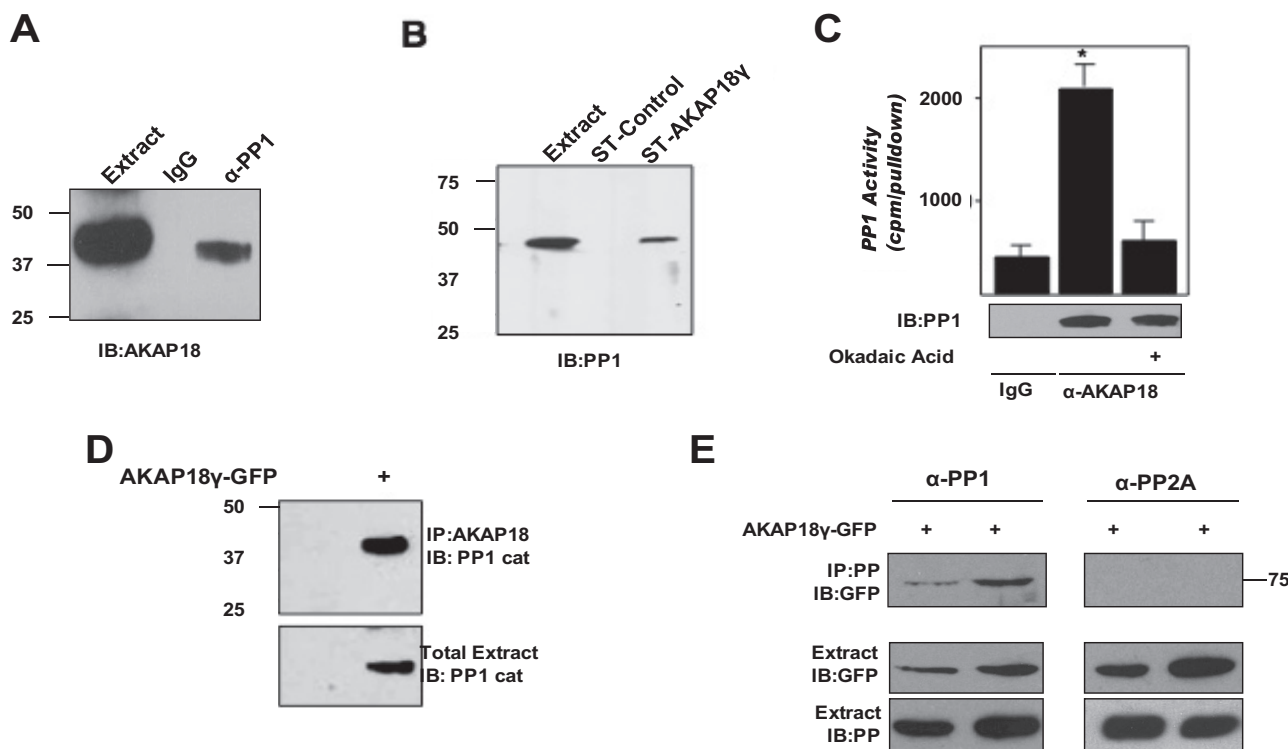 A
Extract
IgG
α-PP1
50
37
25
IB:AKAP18
B
Extract
ST-Control
ST-AKAP18γ
75
50
37
25
IB:PP1
C
*
2000
1000
PP1 Activity
(cpm/pulldown)
IB:PP1
Okadaic Acid +
IgG α-AKAP18
D
AKAP18γ-GFP +
50
37
25
IP:AKAP18
IB: PP1 cat
Total Extract
IB: PP1 cat
E
α-PP1 α-PP2A
AKAP18γ-GFP + + + +
IP:PP
IB:GFP
75
Extract
IB:GFP
Extract
IB:PP